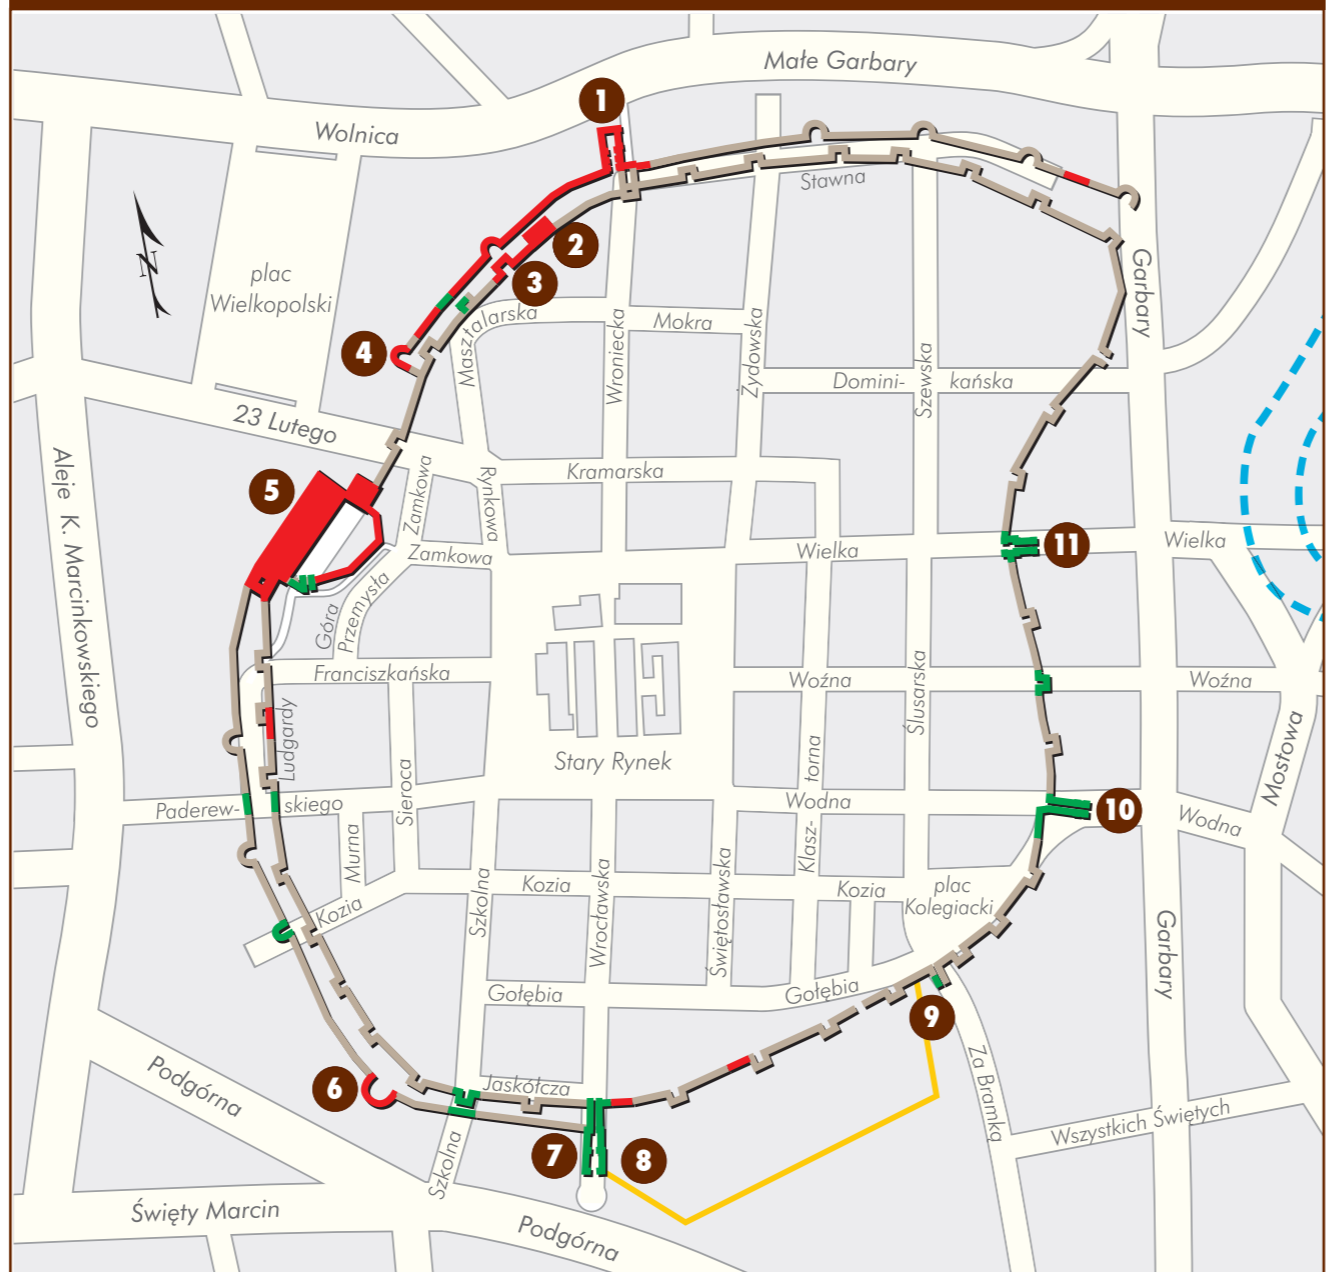 Małe Garbary
1
Wolnica
Stawna
N
2
plac
Wielkopolski
3
Garbary
Masztalarska
Wroniecka
Mokra
Żydowska
4
Szewska
Domini-
kańska
23 Lutego
Aleje K. Marcinkowskiego
5
Zamkowa
Rynkowa
Kramarska
Zamkowa
Wielka
11
Wielka
Góra
Przemysła
Franciszkańska
Woźna
Ślusarska
Woźna
Ludgardy
Stary Rynek
Mostowa
Paderew-
skiego
Sieroca
Klasz-
torna
Wodna
10
Wodna
Murna
Kozia
Szkolna
Kozia
Wrocławska
Świętosławska
Kozia
plac
Kolegiacki
Garbary
Gołębia
Gołębia
9
Za Bramką
Podgórna
6
Jaskółcza
Szkolna
7
8
Wszystkich Świętych
Święty Marcin
Podgórna